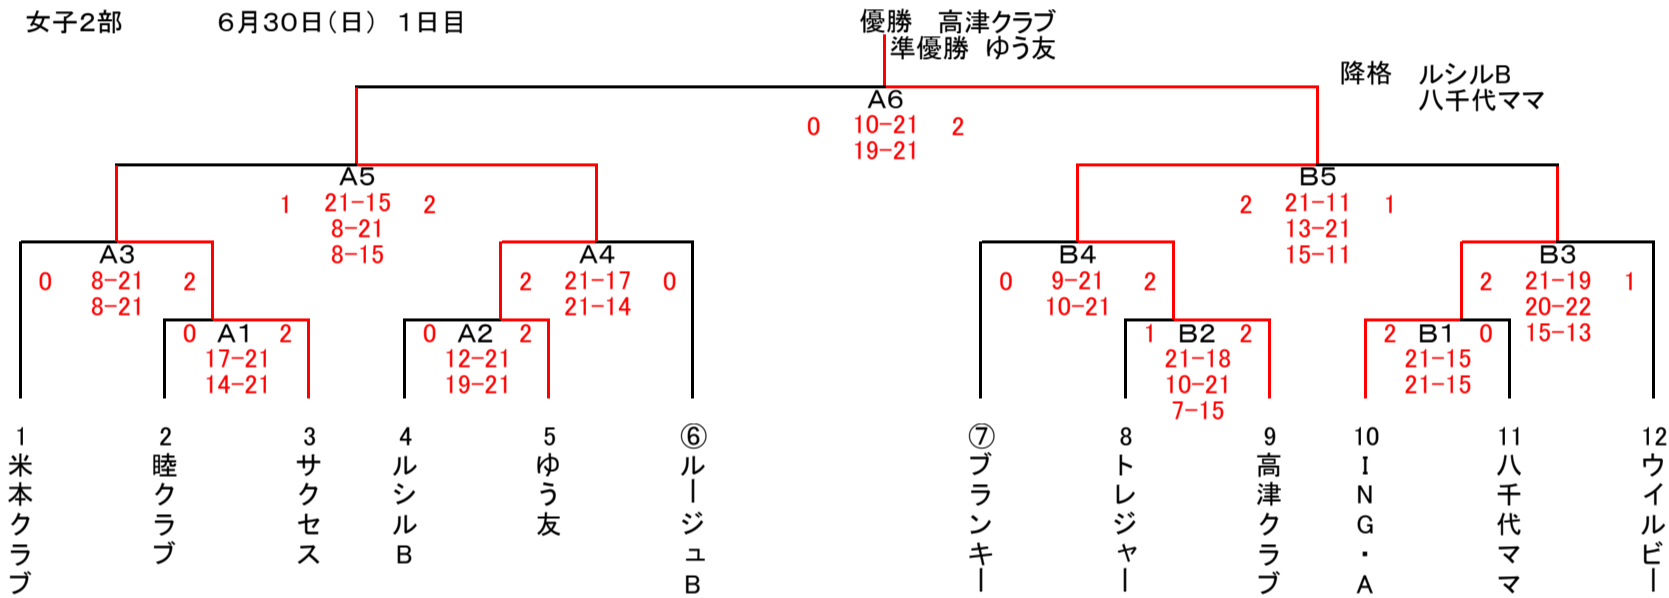 女子２部　６月３０日（日）　１日目
優勝　高津クラブ
準優勝　ゆう友
降格　ルシルＢ
八千代ママ
Ａ６
0　10−21　2
19−21
Ａ５
1　21−15　2
8−21
8−15
Ｂ５
2　21−11　1
13−21
15−11
Ａ３
0　8−21　2
8−21
Ａ４
2　21−17　0
21−14
Ｂ４
0　9−21　2
10−21
Ｂ３
2　21−19　1
20−22
15−13
0　Ａ１　2
17−21
14−21
0　Ａ２　2
12−21
19−21
1　Ｂ２　2
21−18
10−21
7−15
2　Ｂ１　0
21−15
21−15
1　米本クラブ
2　睦クラブ
3　サクセス
4　ルシルＢ
5　ゆう友
⑥　ルージュＢ
⑦　ブランキー
8　トレジャー
9　高津クラブ
10　ＩＮＧ・Ａ
11　八千代ママ
12　ウイルビー